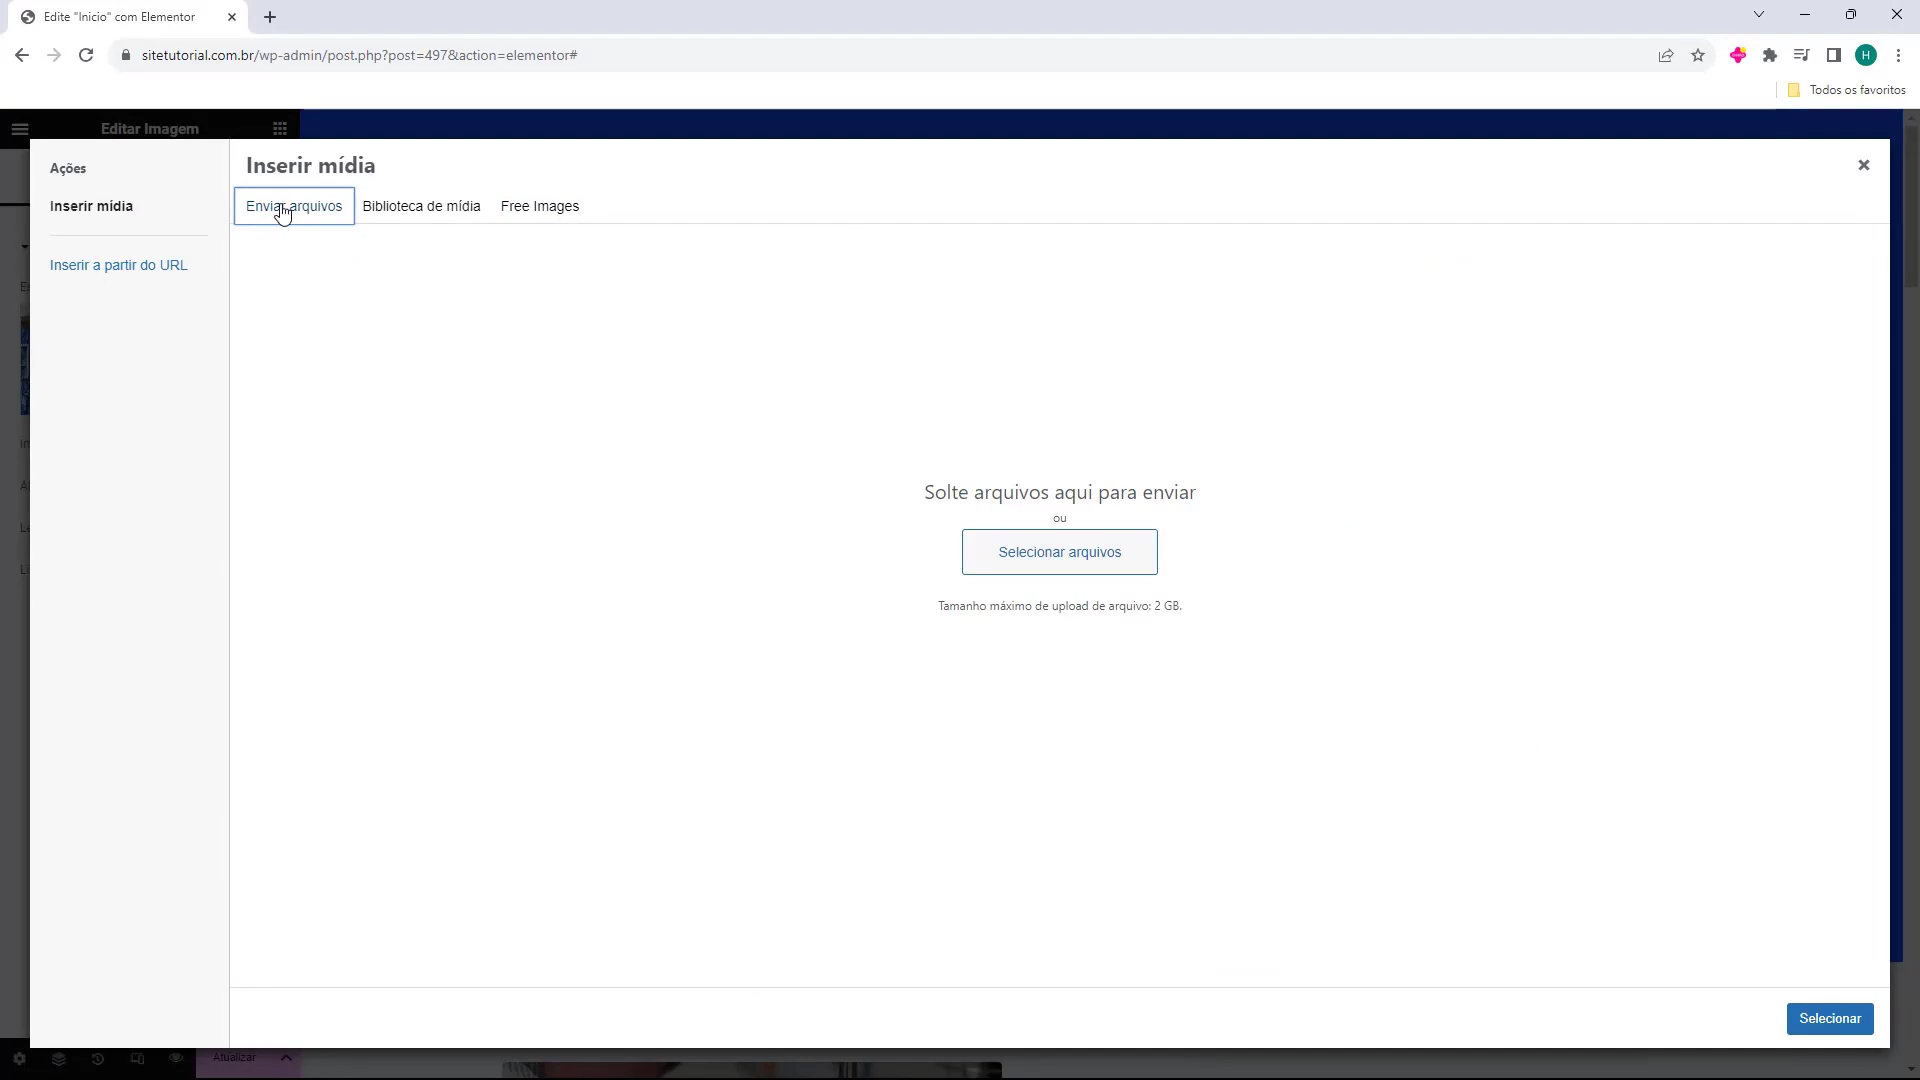 Edite "Inicio" com Elementor
sitetutorial.com.br/wp-admin/post.php?post=497&action=elementor#
H
Todos os favoritos
Editar Imagem
Ações
Inserir mídia
Inserir mídia
Enviar arquivos Biblioteca de mídia Free Images
Inserir a partir do URL
Solte arquivos aqui para enviar
ou
Selecionar arquivos
Tamanho máximo de upload de arquivo: 2 GB.
Selecionar
Atualizar